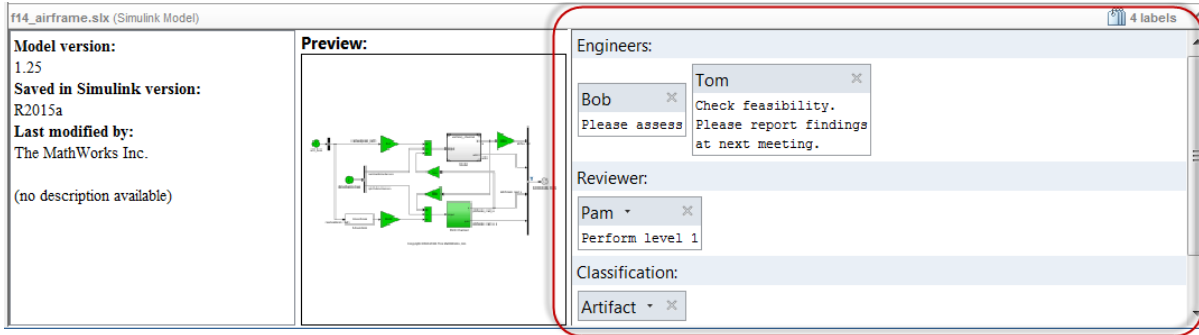 f14_airframe.slx (Simulink Model)
4 labels
Model version:
1.25
Saved in Simulink version:
R2015a
Last modified by:
The MathWorks Inc.
(no description available)
Preview:
Engineers:
Bob
Please assess
Tom
Check feasibility.
Please report findings
at next meeting.
Reviewer:
Pam
Perform level 1
Classification:
Artifact